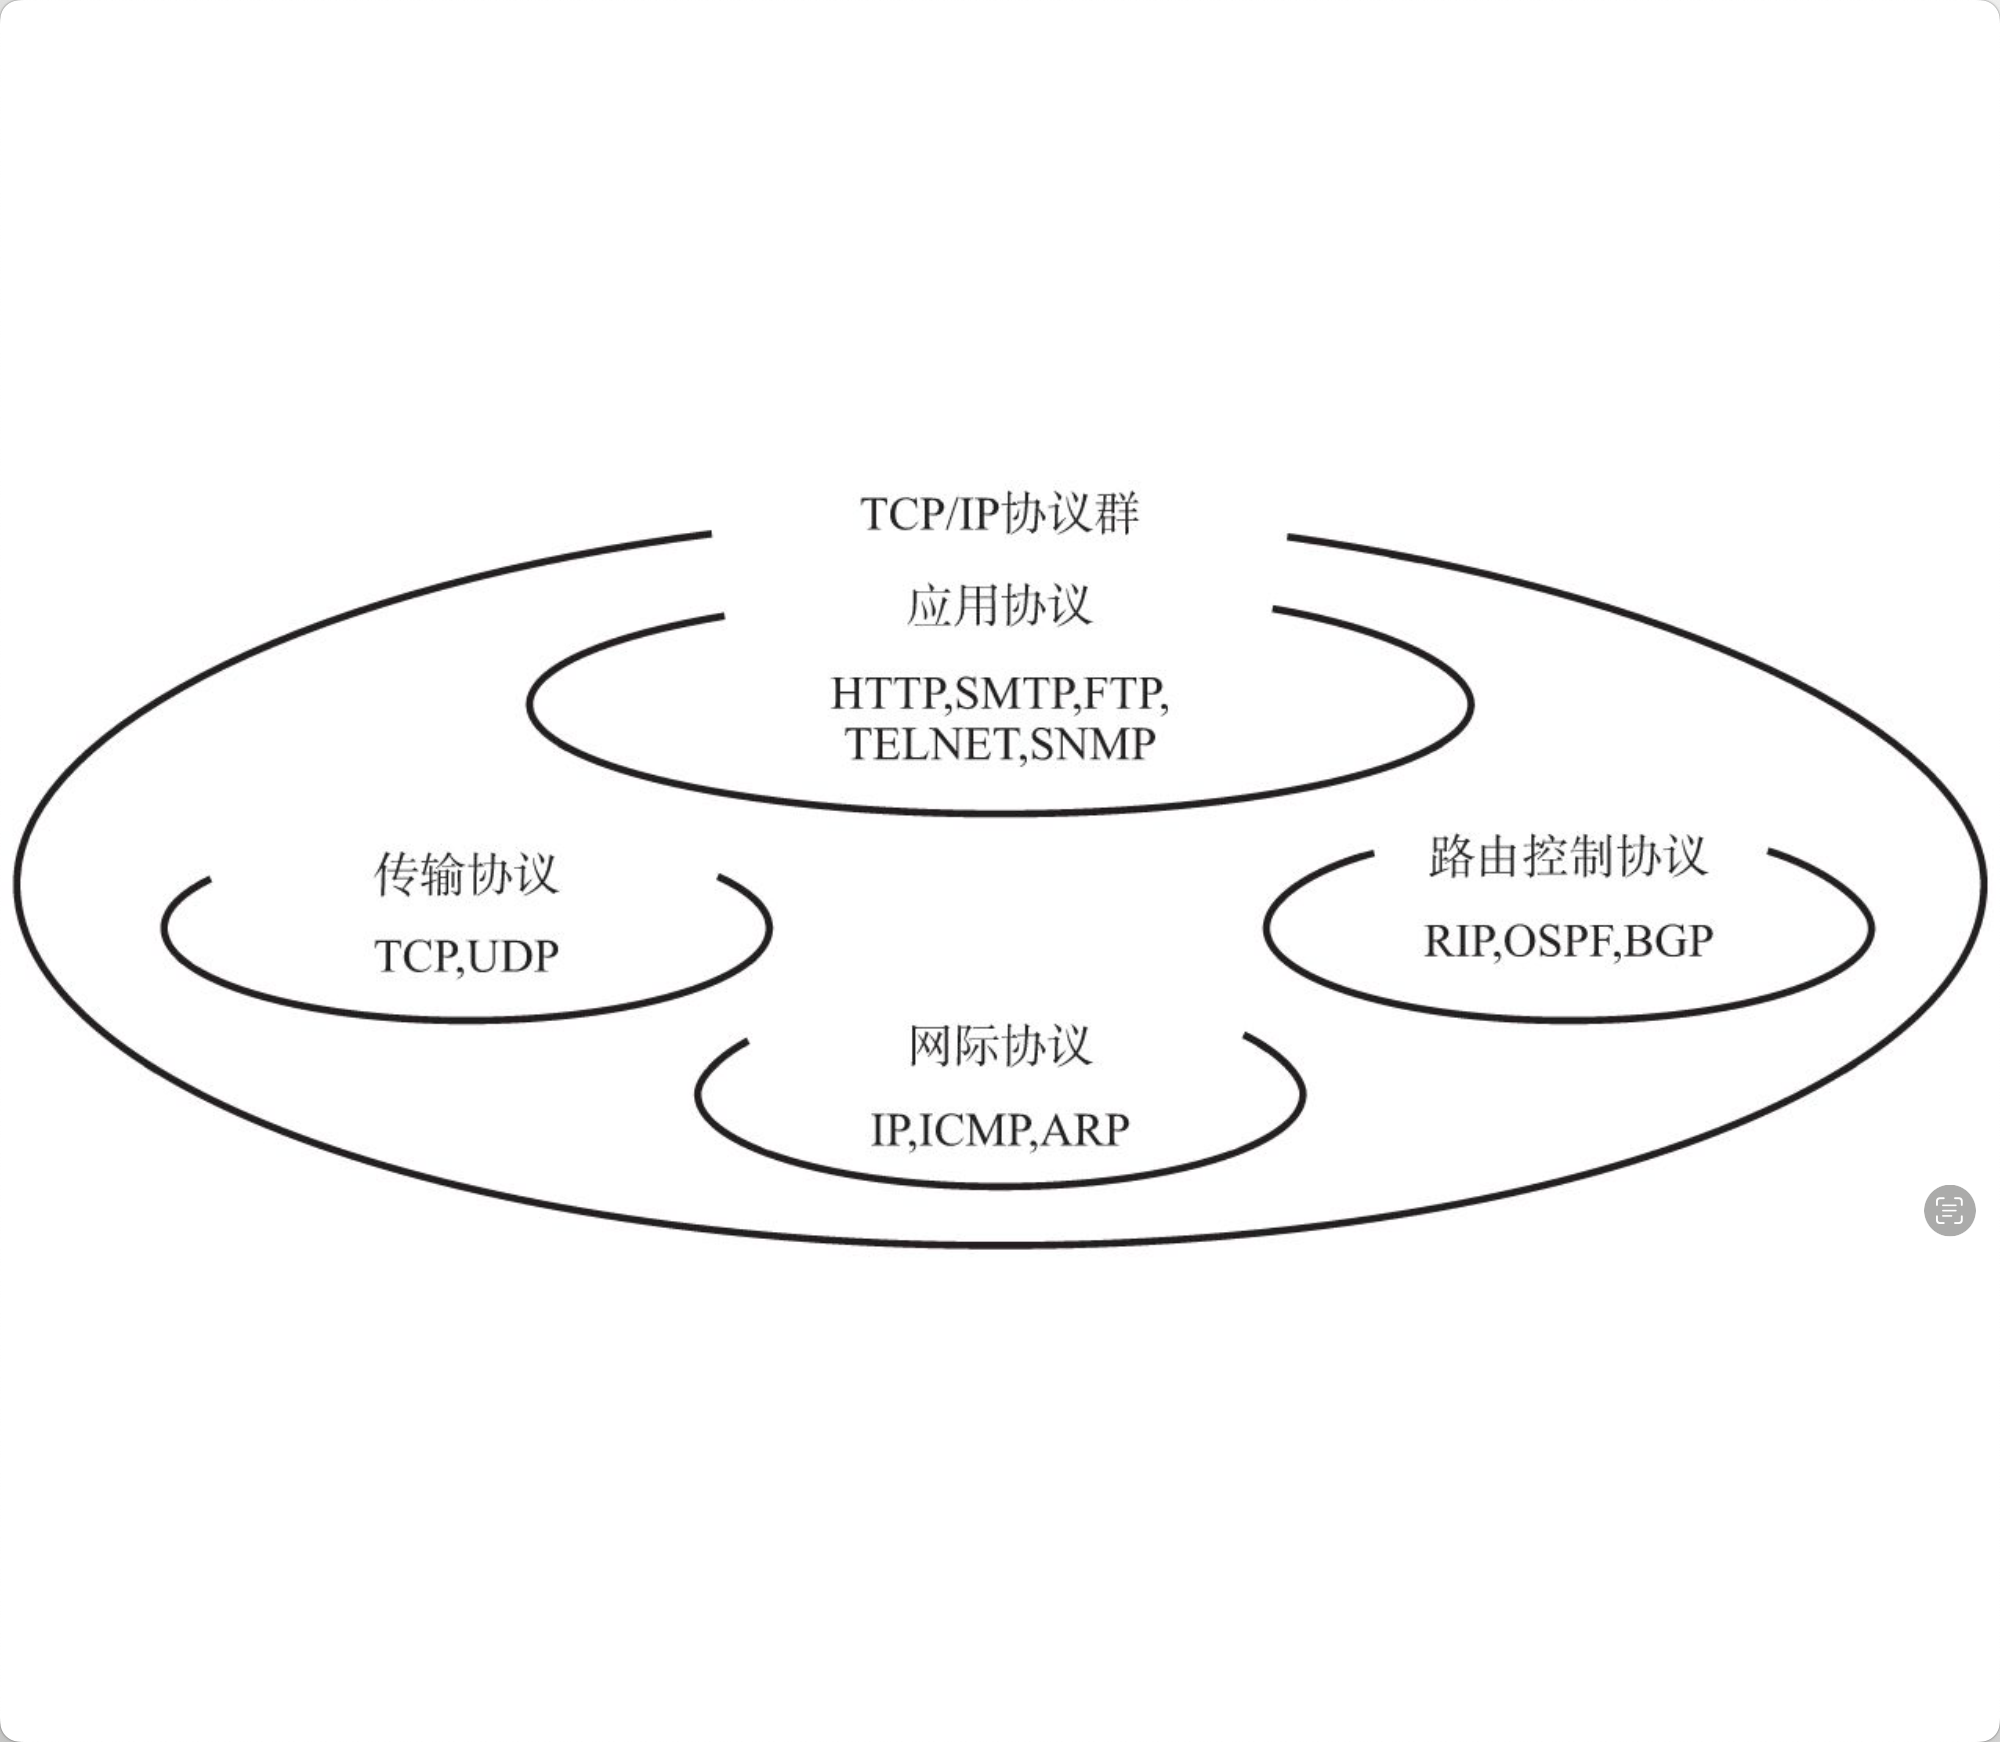 TCP/IP协议群
应用协议
HTTP,SMTP,FTP,
TELNET,SNMP
传输协议
TCP,UDP
路由控制协议
RIP,OSPF,BGP
网际协议
IP,ICMP,ARP